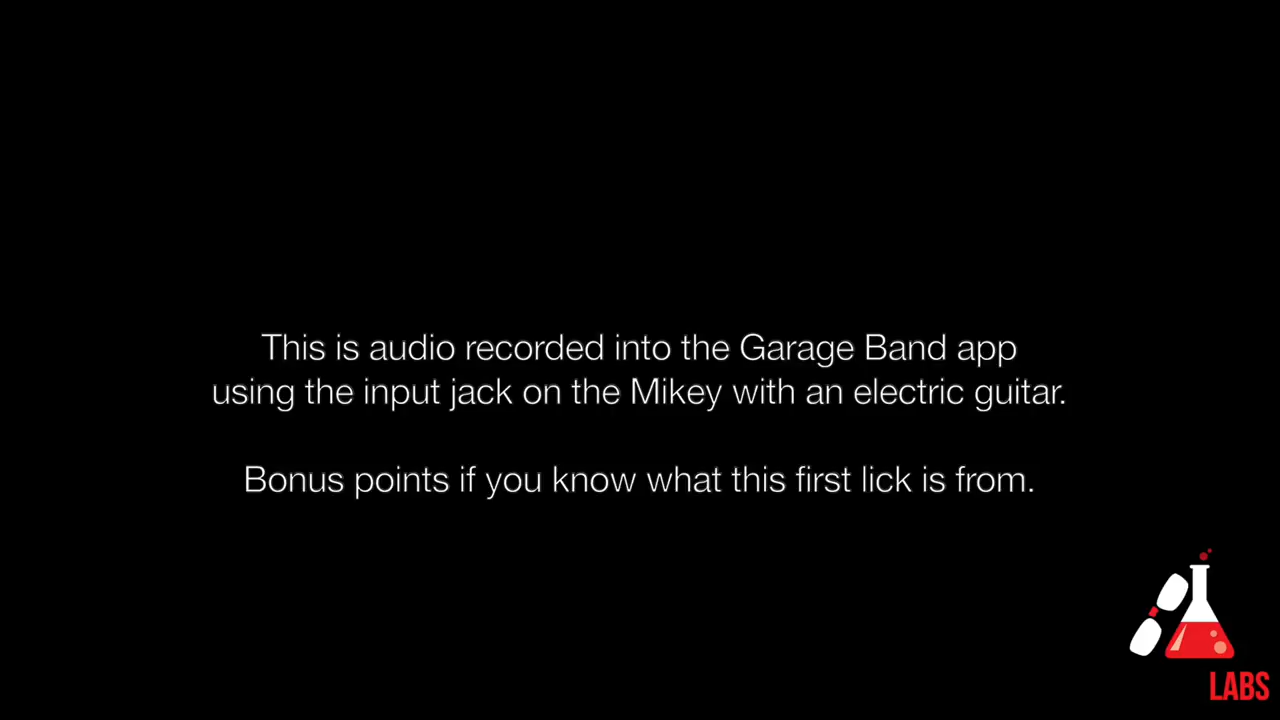 This is audio recorded into the Garage Band app
using the input jack on the Mikey with an electric guitar.
Bonus points if you know what this first lick is from.
LABS